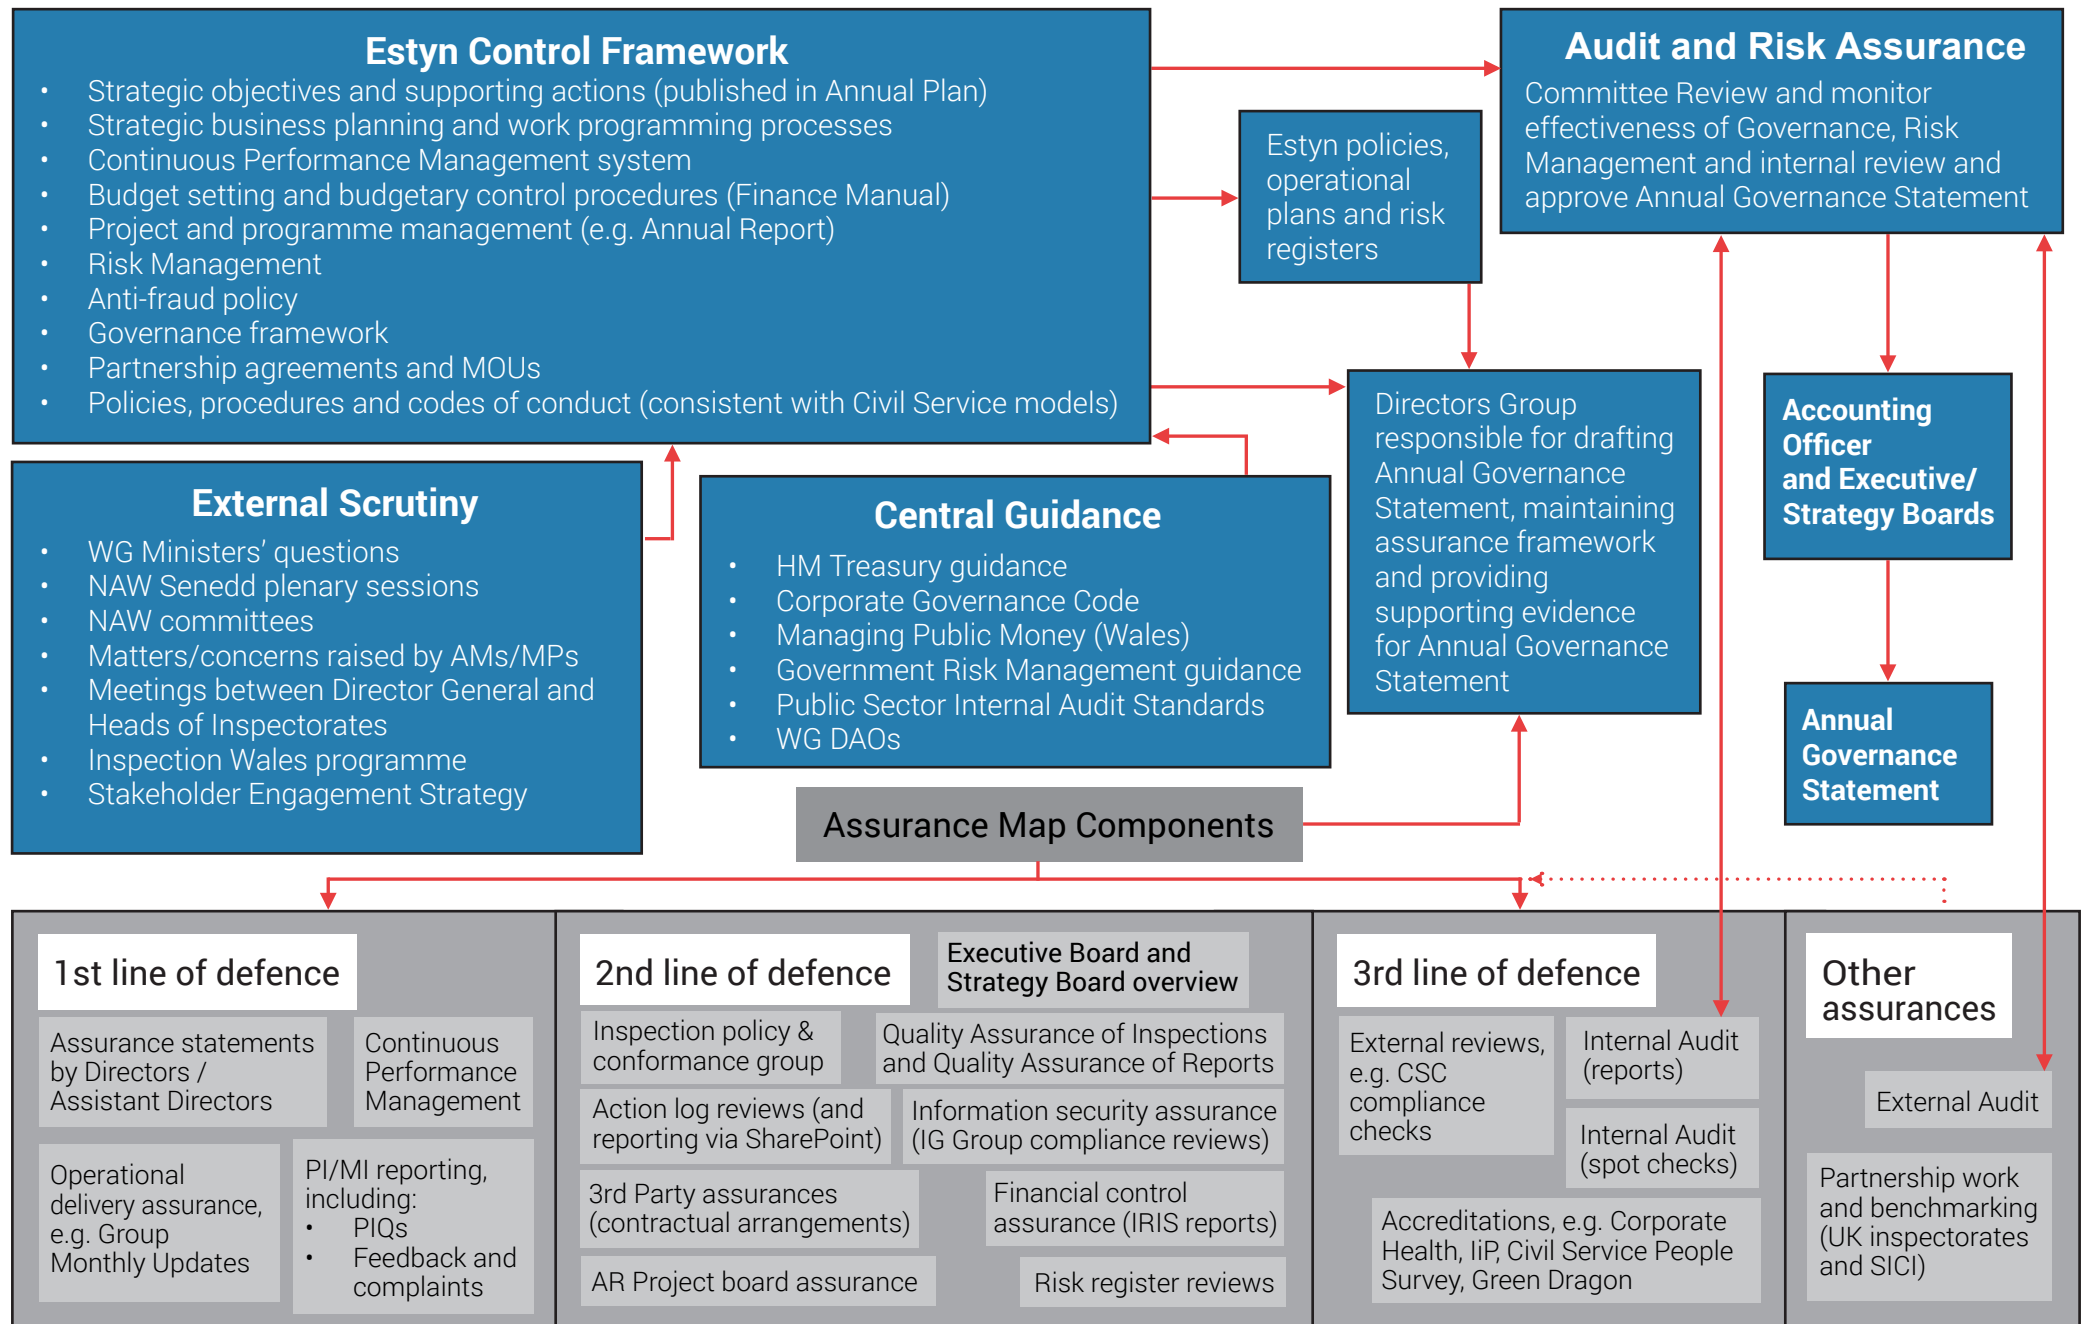 Estyn Control Framework
• Strategic objectives and supporting actions (published in Annual Plan)
• Strategic business planning and work programming processes
• Continuous Performance Management system
• Budget setting and budgetary control procedures (Finance Manual)
• Project and programme management (e.g. Annual Report)
• Risk Management
• Anti-fraud policy
• Governance framework
• Partnership agreements and MOUs
• Policies, procedures and codes of conduct (consistent with Civil Service models)
Estyn policies,
operational
plans and risk
registers
Audit and Risk Assurance
Committee Review and monitor
effectiveness of Governance, Risk
Management and internal review and
approve Annual Governance Statement
External Scrutiny
• WG Ministers’ questions
• NAW Senedd plenary sessions
• NAW committees
• Matters/concerns raised by AMs/MPs
• Meetings between Director General and
Heads of Inspectorates
• Inspection Wales programme
• Stakeholder Engagement Strategy
Central Guidance
• HM Treasury guidance
• Corporate Governance Code
• Managing Public Money (Wales)
• Government Risk Management guidance
• Public Sector Internal Audit Standards
• WG DAOs
Directors Group
responsible for drafting
Annual Governance
Statement, maintaining
assurance framework
and providing
supporting evidence
for Annual Governance
Statement
Accounting
Officer
and Executive/
Strategy Boards
Annual
Governance
Statement
Assurance Map Components
1st line of defence
Assurance statements
by Directors /
Assistant Directors
Continuous
Performance
Management
Operational
delivery assurance,
e.g. Group
Monthly Updates
PI/MI reporting,
including:
• PIQs
• Feedback and
complaints
2nd line of defence
Executive Board and
Strategy Board overview
Inspection policy &
conformance group
Quality Assurance of Inspections
and Quality Assurance of Reports
Action log reviews (and
reporting via SharePoint)
Information security assurance
(IG Group compliance reviews)
3rd Party assurances
(contractual arrangements)
Financial control
assurance (IRIS reports)
AR Project board assurance
Risk register reviews
3rd line of defence
External reviews,
e.g. CSC
compliance
checks
Internal Audit
(reports)
Internal Audit
(spot checks)
Accreditations, e.g. Corporate
Health, IiP, Civil Service People
Survey, Green Dragon
Other
assurances
External Audit
Partnership work
and benchmarking
(UK inspectorates
and SICI)